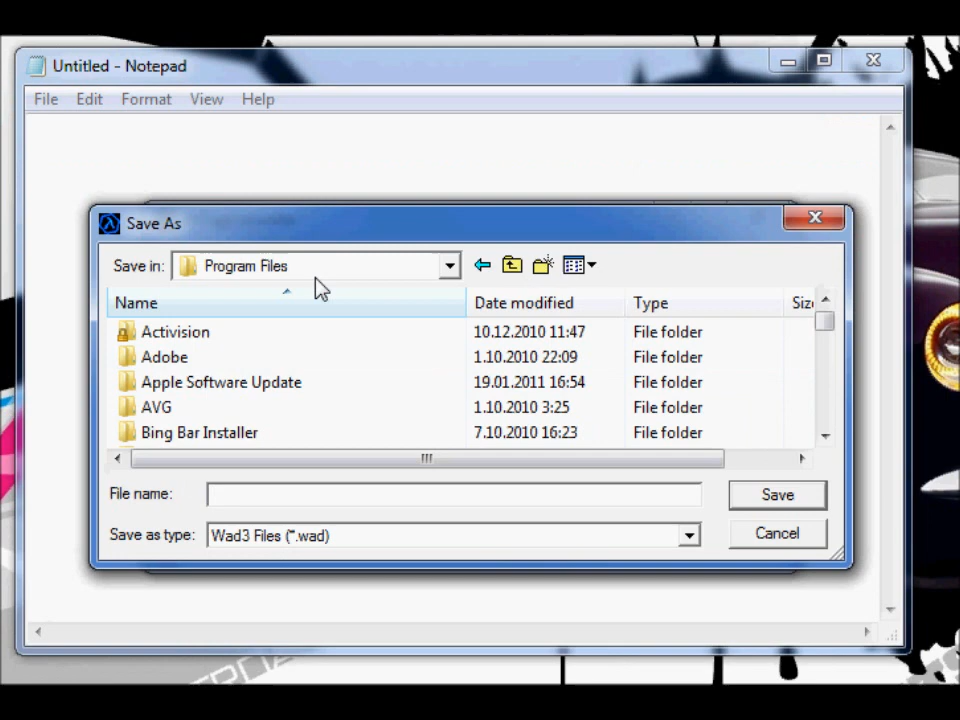 Untitled - Notepad
File Edit Format View Help
Save As
Save in: Program Files
Name Date modified Type Siz
Activision 10.12.2010 11:47 File folder
Adobe 1.10.2010 22:09 File folder
Apple Software Update 19.01.2011 16:54 File folder
AVG 1.10.2010 3:25 File folder
Bing Bar Installer 7.10.2010 16:23 File folder
File name: Save
Save as type: Wad3 Files (*.wad) Cancel